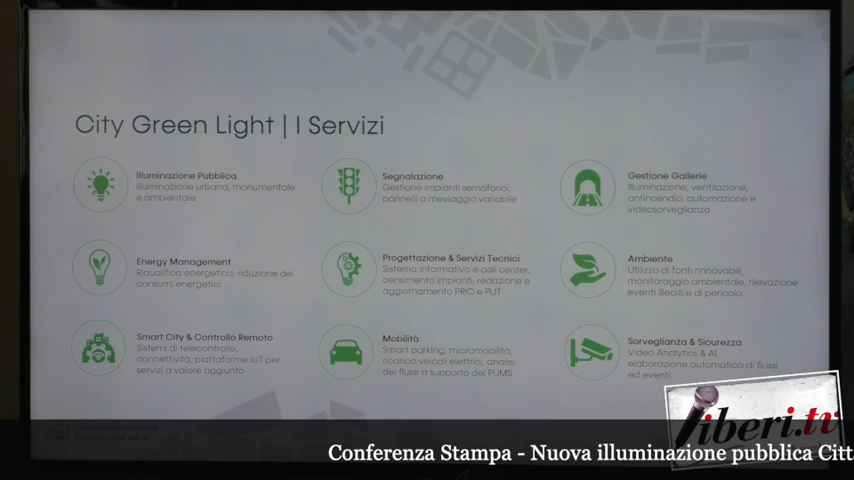 City Green Light | I Servizi
Illuminazione Pubblica
Illuminazione urbana, monumentale
e ambientale
Segnalazione
Gestione impianti semaforici,
pannelli a messaggio variabile
Gestione Gallerie
Illuminazione, ventilazione,
antincendio, automazione e
videosorveglianza
Energy Management
Riqualifica energetica, riduzione dei
consumi energetici
Progettazione & Servizi Tecnici
Sistema informativo e call center,
censimento impianti, redazione e
aggiornamento PRIC e PUT
Ambiente
Utilizzo di fonti rinnovabili,
monitoraggio ambientale, rilevazione
eventi illeciti e di pericolo
Smart City & Controllo Remoto
Sistemi di telecontrollo,
connettività, piattaforme IoT per
servizi a valore aggiunto
Mobilità
Smart parking, micromobilità,
ricarica veicoli elettrici, analisi
dei flussi a supporto dei PUMS
Sorveglianza & Sicurezza
Video Analytics & AI,
elaborazione automatica di flussi
ed eventi
liberi.tv
Conferenza Stampa - Nuova illuminazione pubblica Citt